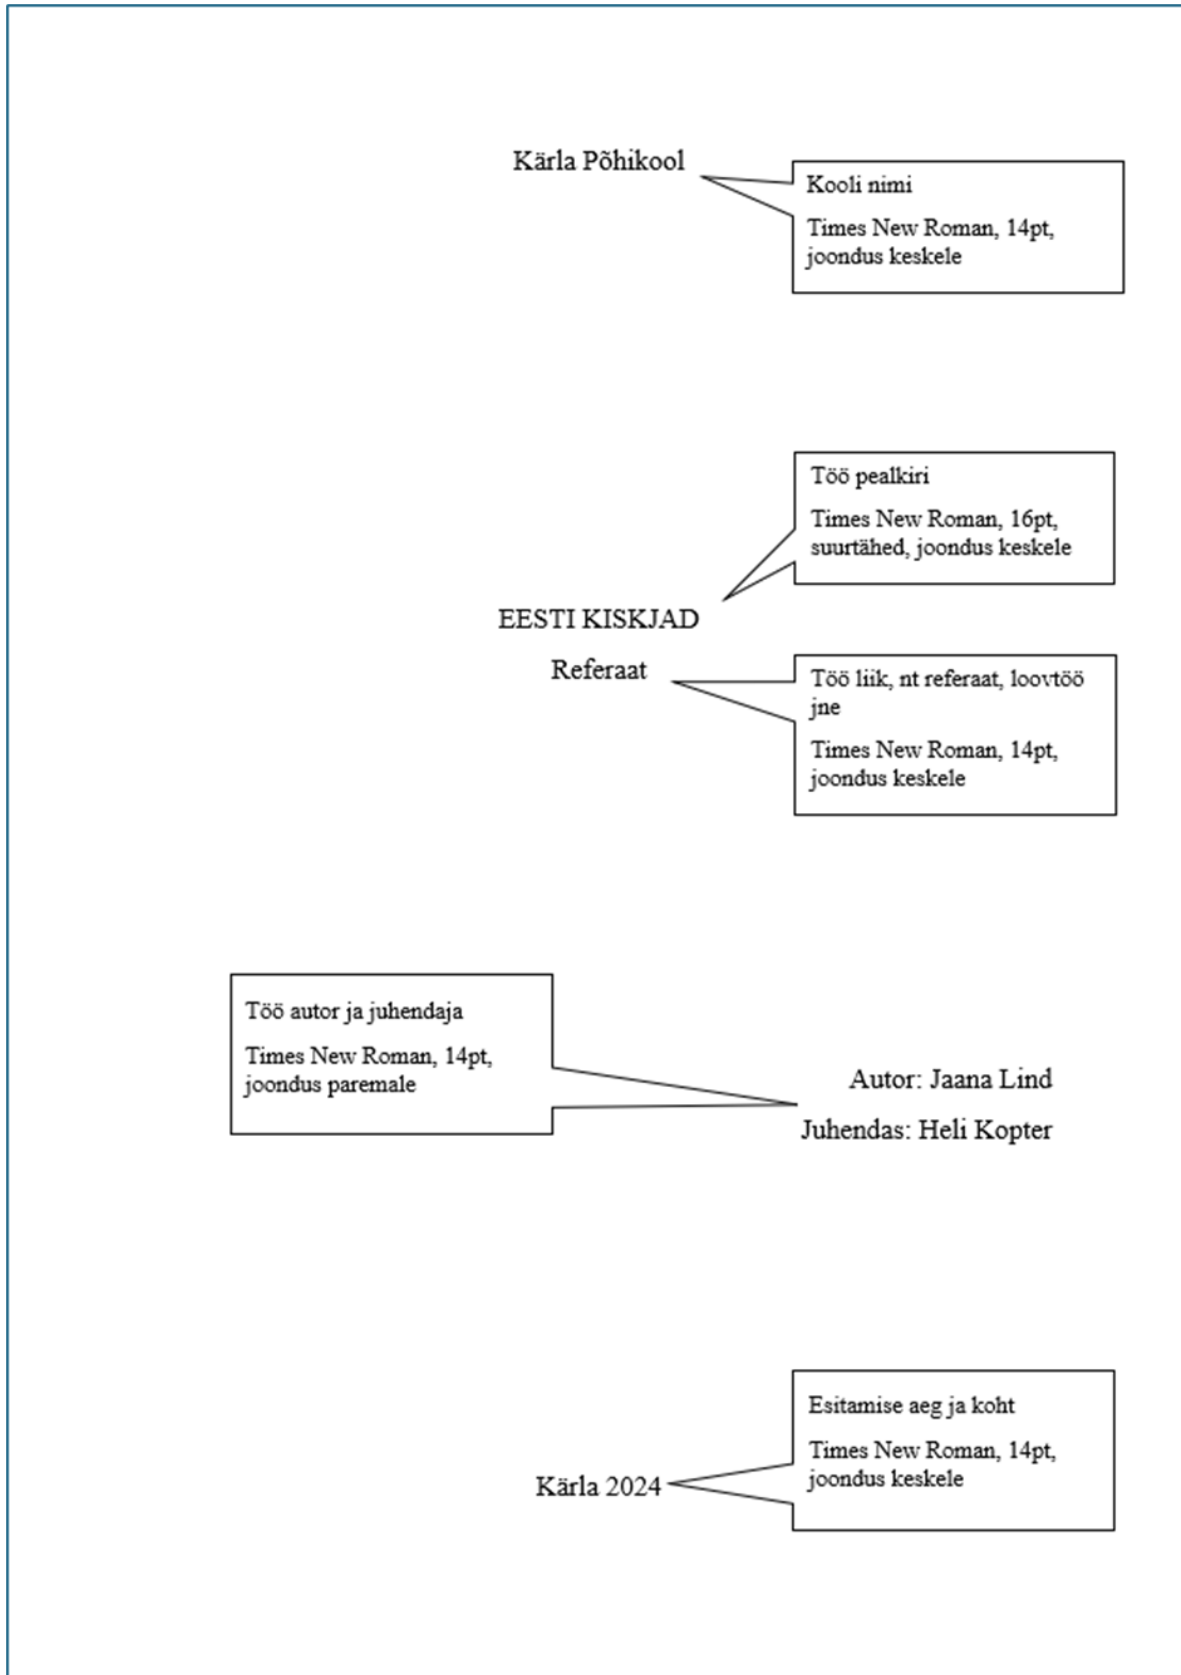 Kärla Põhikool
Kooli nimi
Times New Roman, 14pt,
joondus keskele
Töö pealkiri
Times New Roman, 16pt,
suurtähed, joondus keskele
EESTI KISKJAD
Referaat
Töö liik, nt referaat, loovtöö
jne
Times New Roman, 14pt,
joondus keskele
Töö autor ja juhendaja
Times New Roman, 14pt,
joondus paremale
Autor: Jaana Lind
Juhendas: Heli Kopter
Esitamise aeg ja koht
Times New Roman, 14pt,
joondus keskele
Kärla 2024